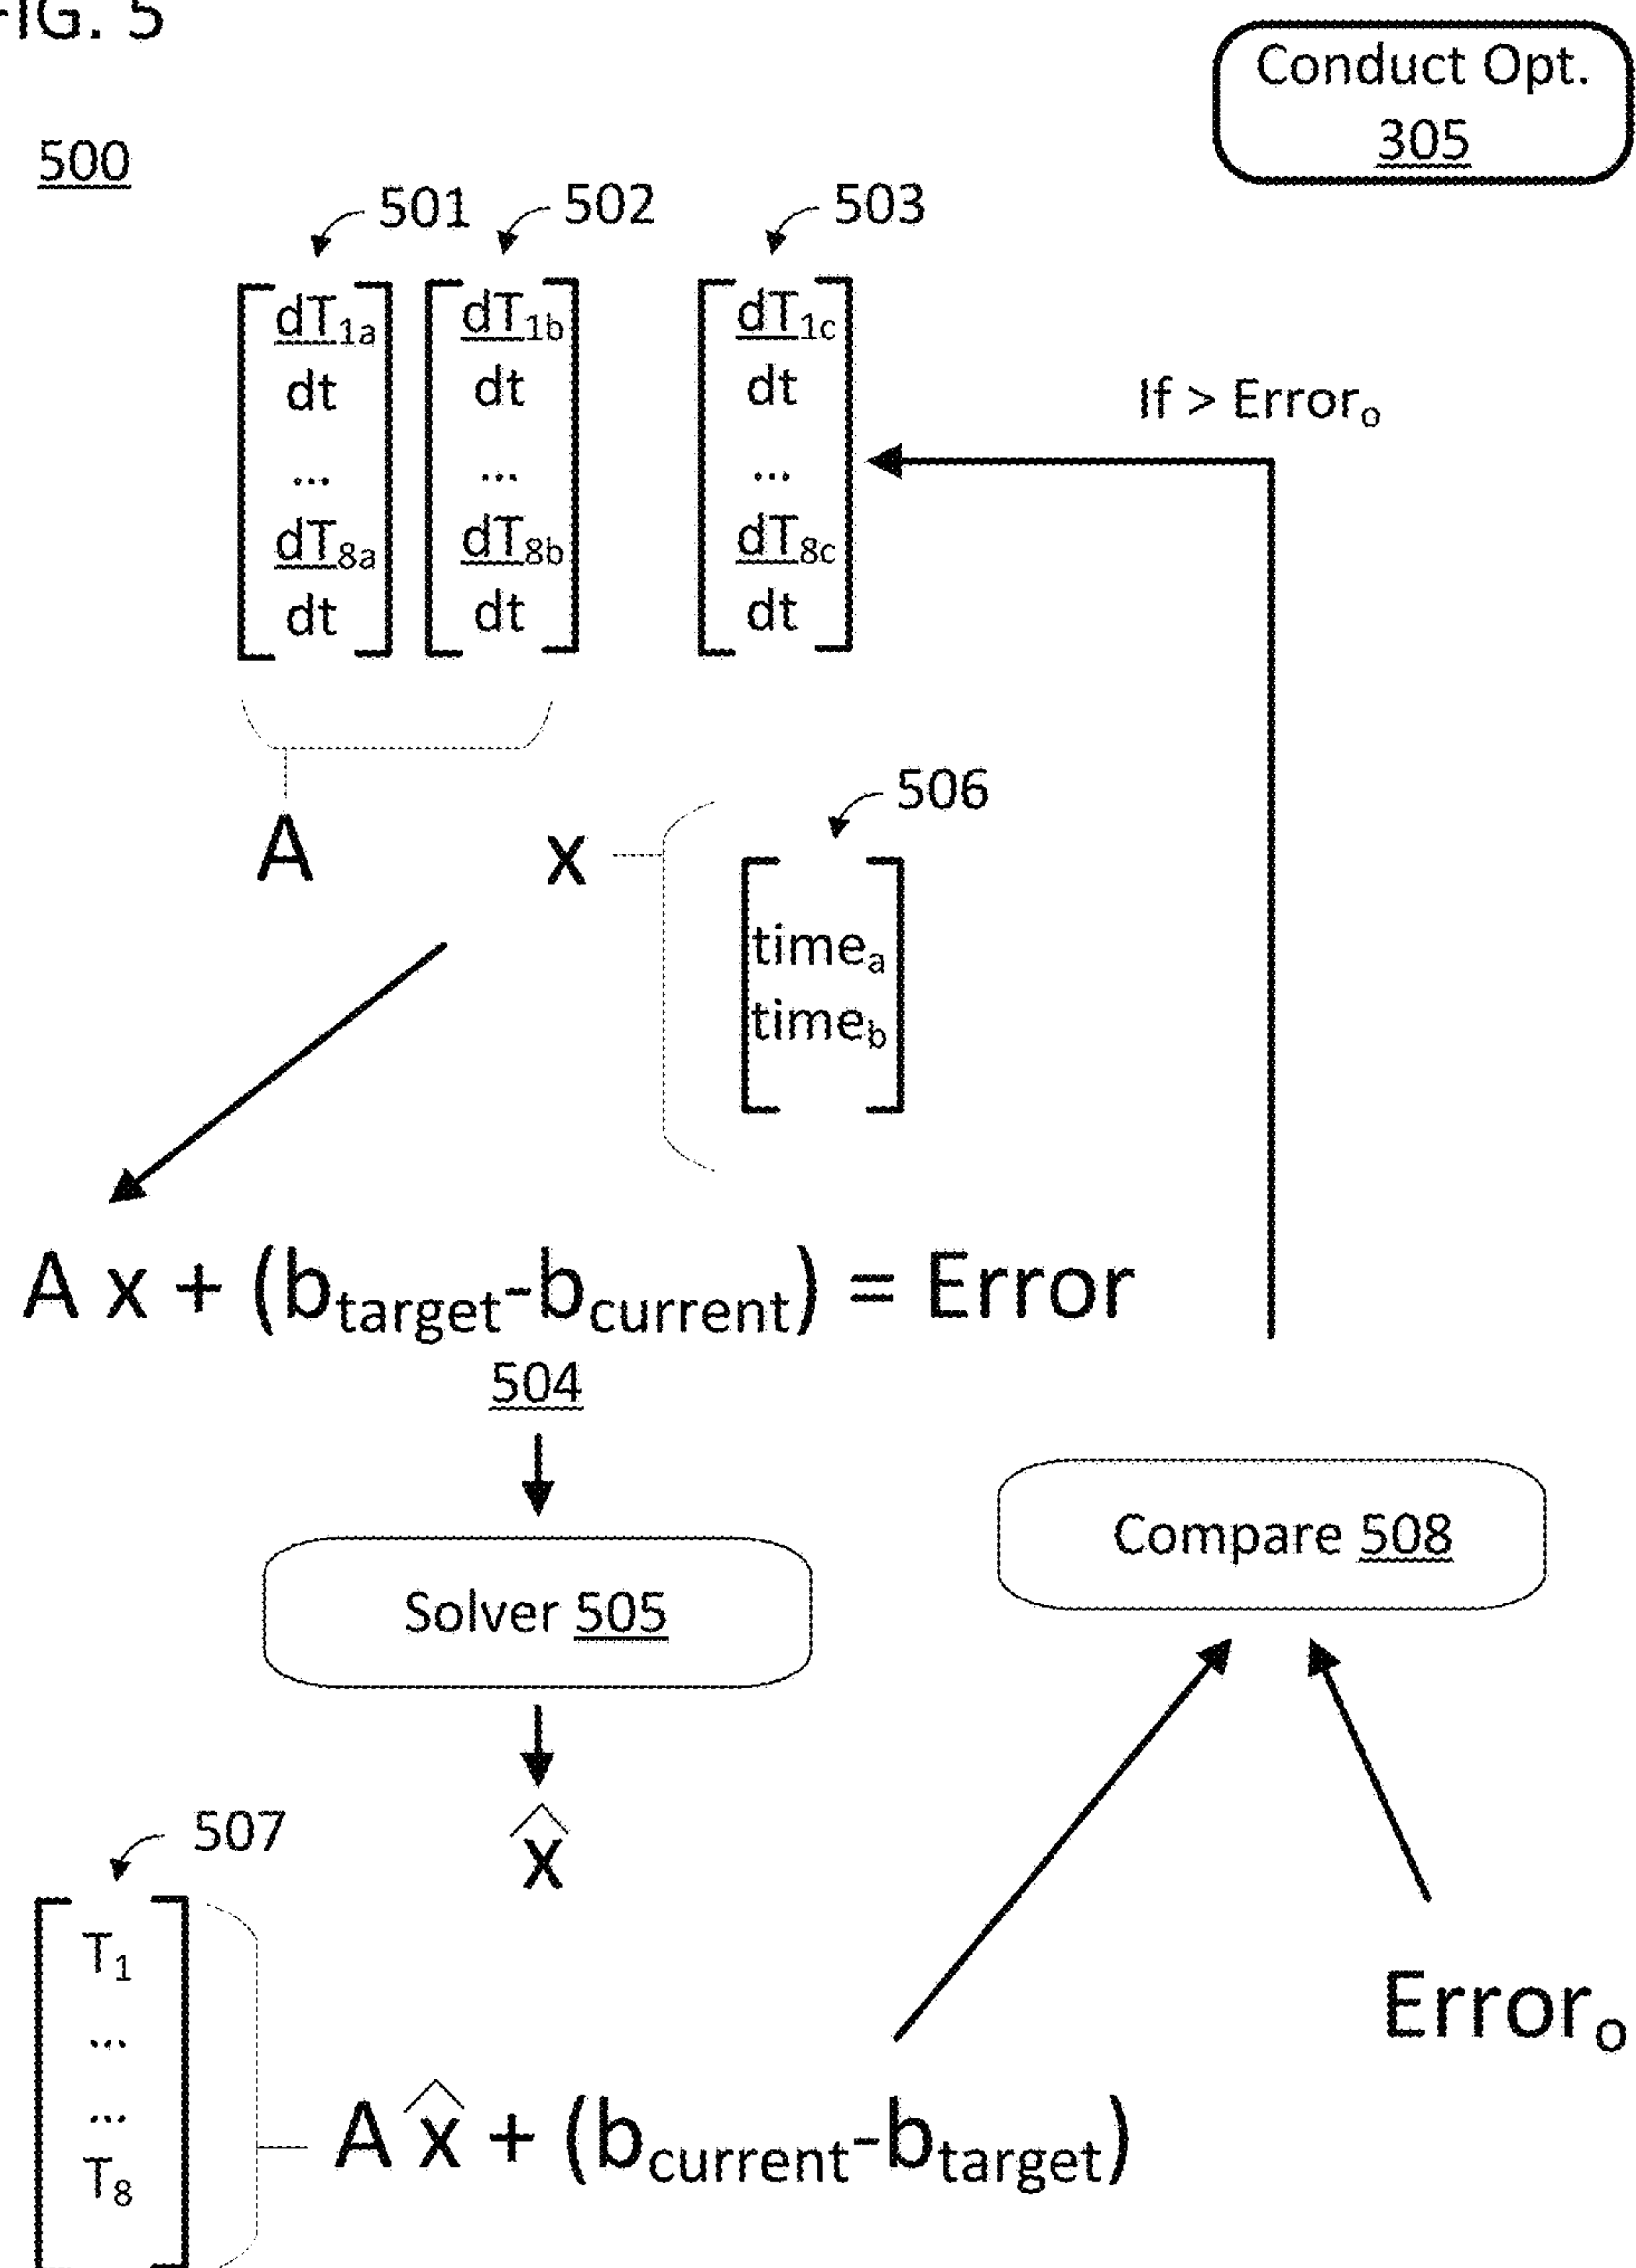 FIG. 5
Conduct Opt.
305
500
501 502 503
dT1a dT1b dT1c
dt dt dt
... ... ...
dT8a dT8b dT8c
dt dt dt
If > Erroro
A x
506
timea
timeb
A x + (btarget-bcurrent) = Error
504
Solver 505
Compare 508
x̂
507
T1
...
...
T8
Erroro
A x̂ + (bcurrent-btarget)